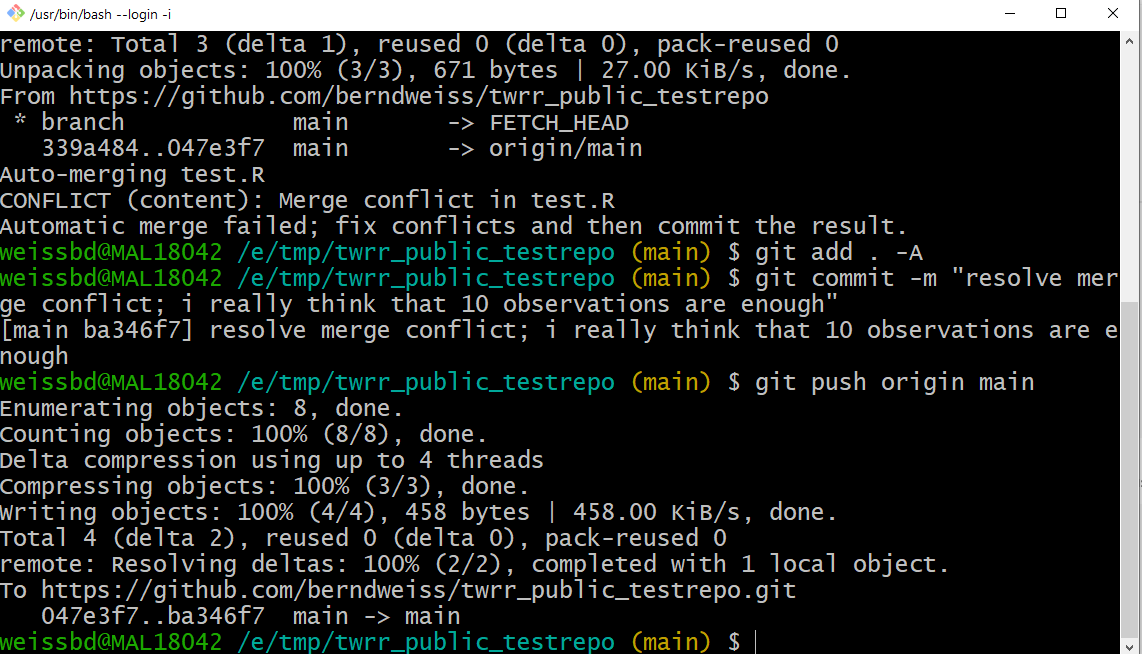 /usr/bin/bash --login -i
remote: Total 3 (delta 1), reused 0 (delta 0), pack-reused 0
Unpacking objects: 100% (3/3), 671 bytes | 27.00 KiB/s, done.
From https://github.com/berndweiss/twrr_public_testrepo
 * branch            main       -> FETCH_HEAD
   339a484..047e3f7  main       -> origin/main
Auto-merging test.R
CONFLICT (content): Merge conflict in test.R
Automatic merge failed; fix conflicts and then commit the result.
weissbd@MAL18042 /e/tmp/twrr_public_testrepo (main) $ git add . -A
weissbd@MAL18042 /e/tmp/twrr_public_testrepo (main) $ git commit -m "resolve mer
ge conflict; i really think that 10 observations are enough"
[main ba346f7] resolve merge conflict; i really think that 10 observations are e
nough
weissbd@MAL18042 /e/tmp/twrr_public_testrepo (main) $ git push origin main
Enumerating objects: 8, done.
Counting objects: 100% (8/8), done.
Delta compression using up to 4 threads
Compressing objects: 100% (3/3), done.
Writing objects: 100% (4/4), 458 bytes | 458.00 KiB/s, done.
Total 4 (delta 2), reused 0 (delta 0), pack-reused 0
remote: Resolving deltas: 100% (2/2), completed with 1 local object.
To https://github.com/berndweiss/twrr_public_testrepo.git
   047e3f7..ba346f7  main -> main
weissbd@MAL18042 /e/tmp/twrr_public_testrepo (main) $